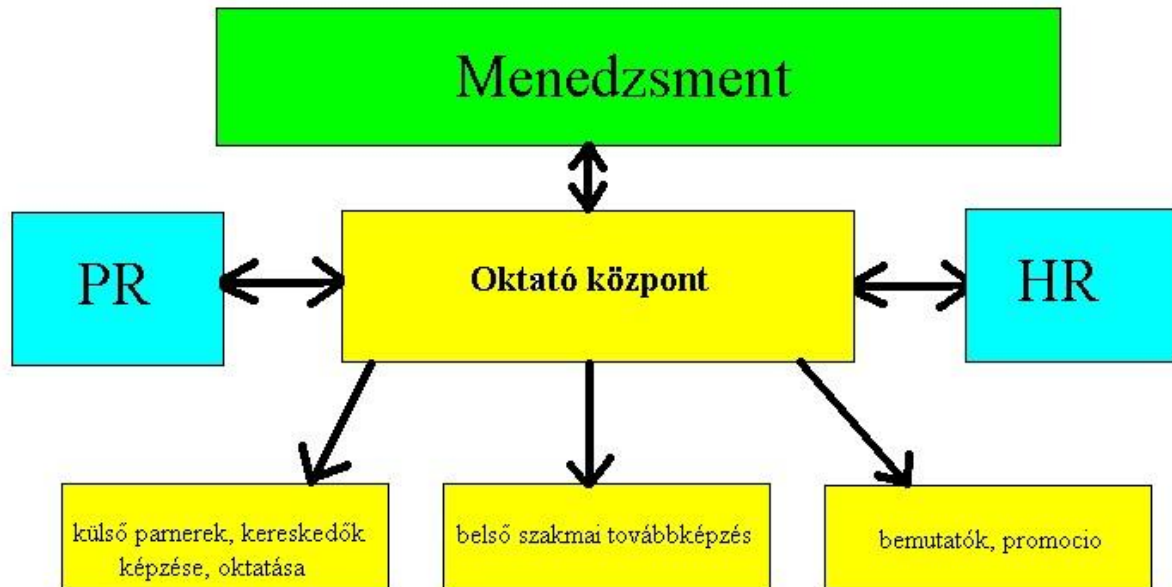 Menedzsment
PR
Oktató központ
HR
külső parnerek, kereskedők
képzése, oktatása
belső szakmai továbbképzés
bemutatók, promocio